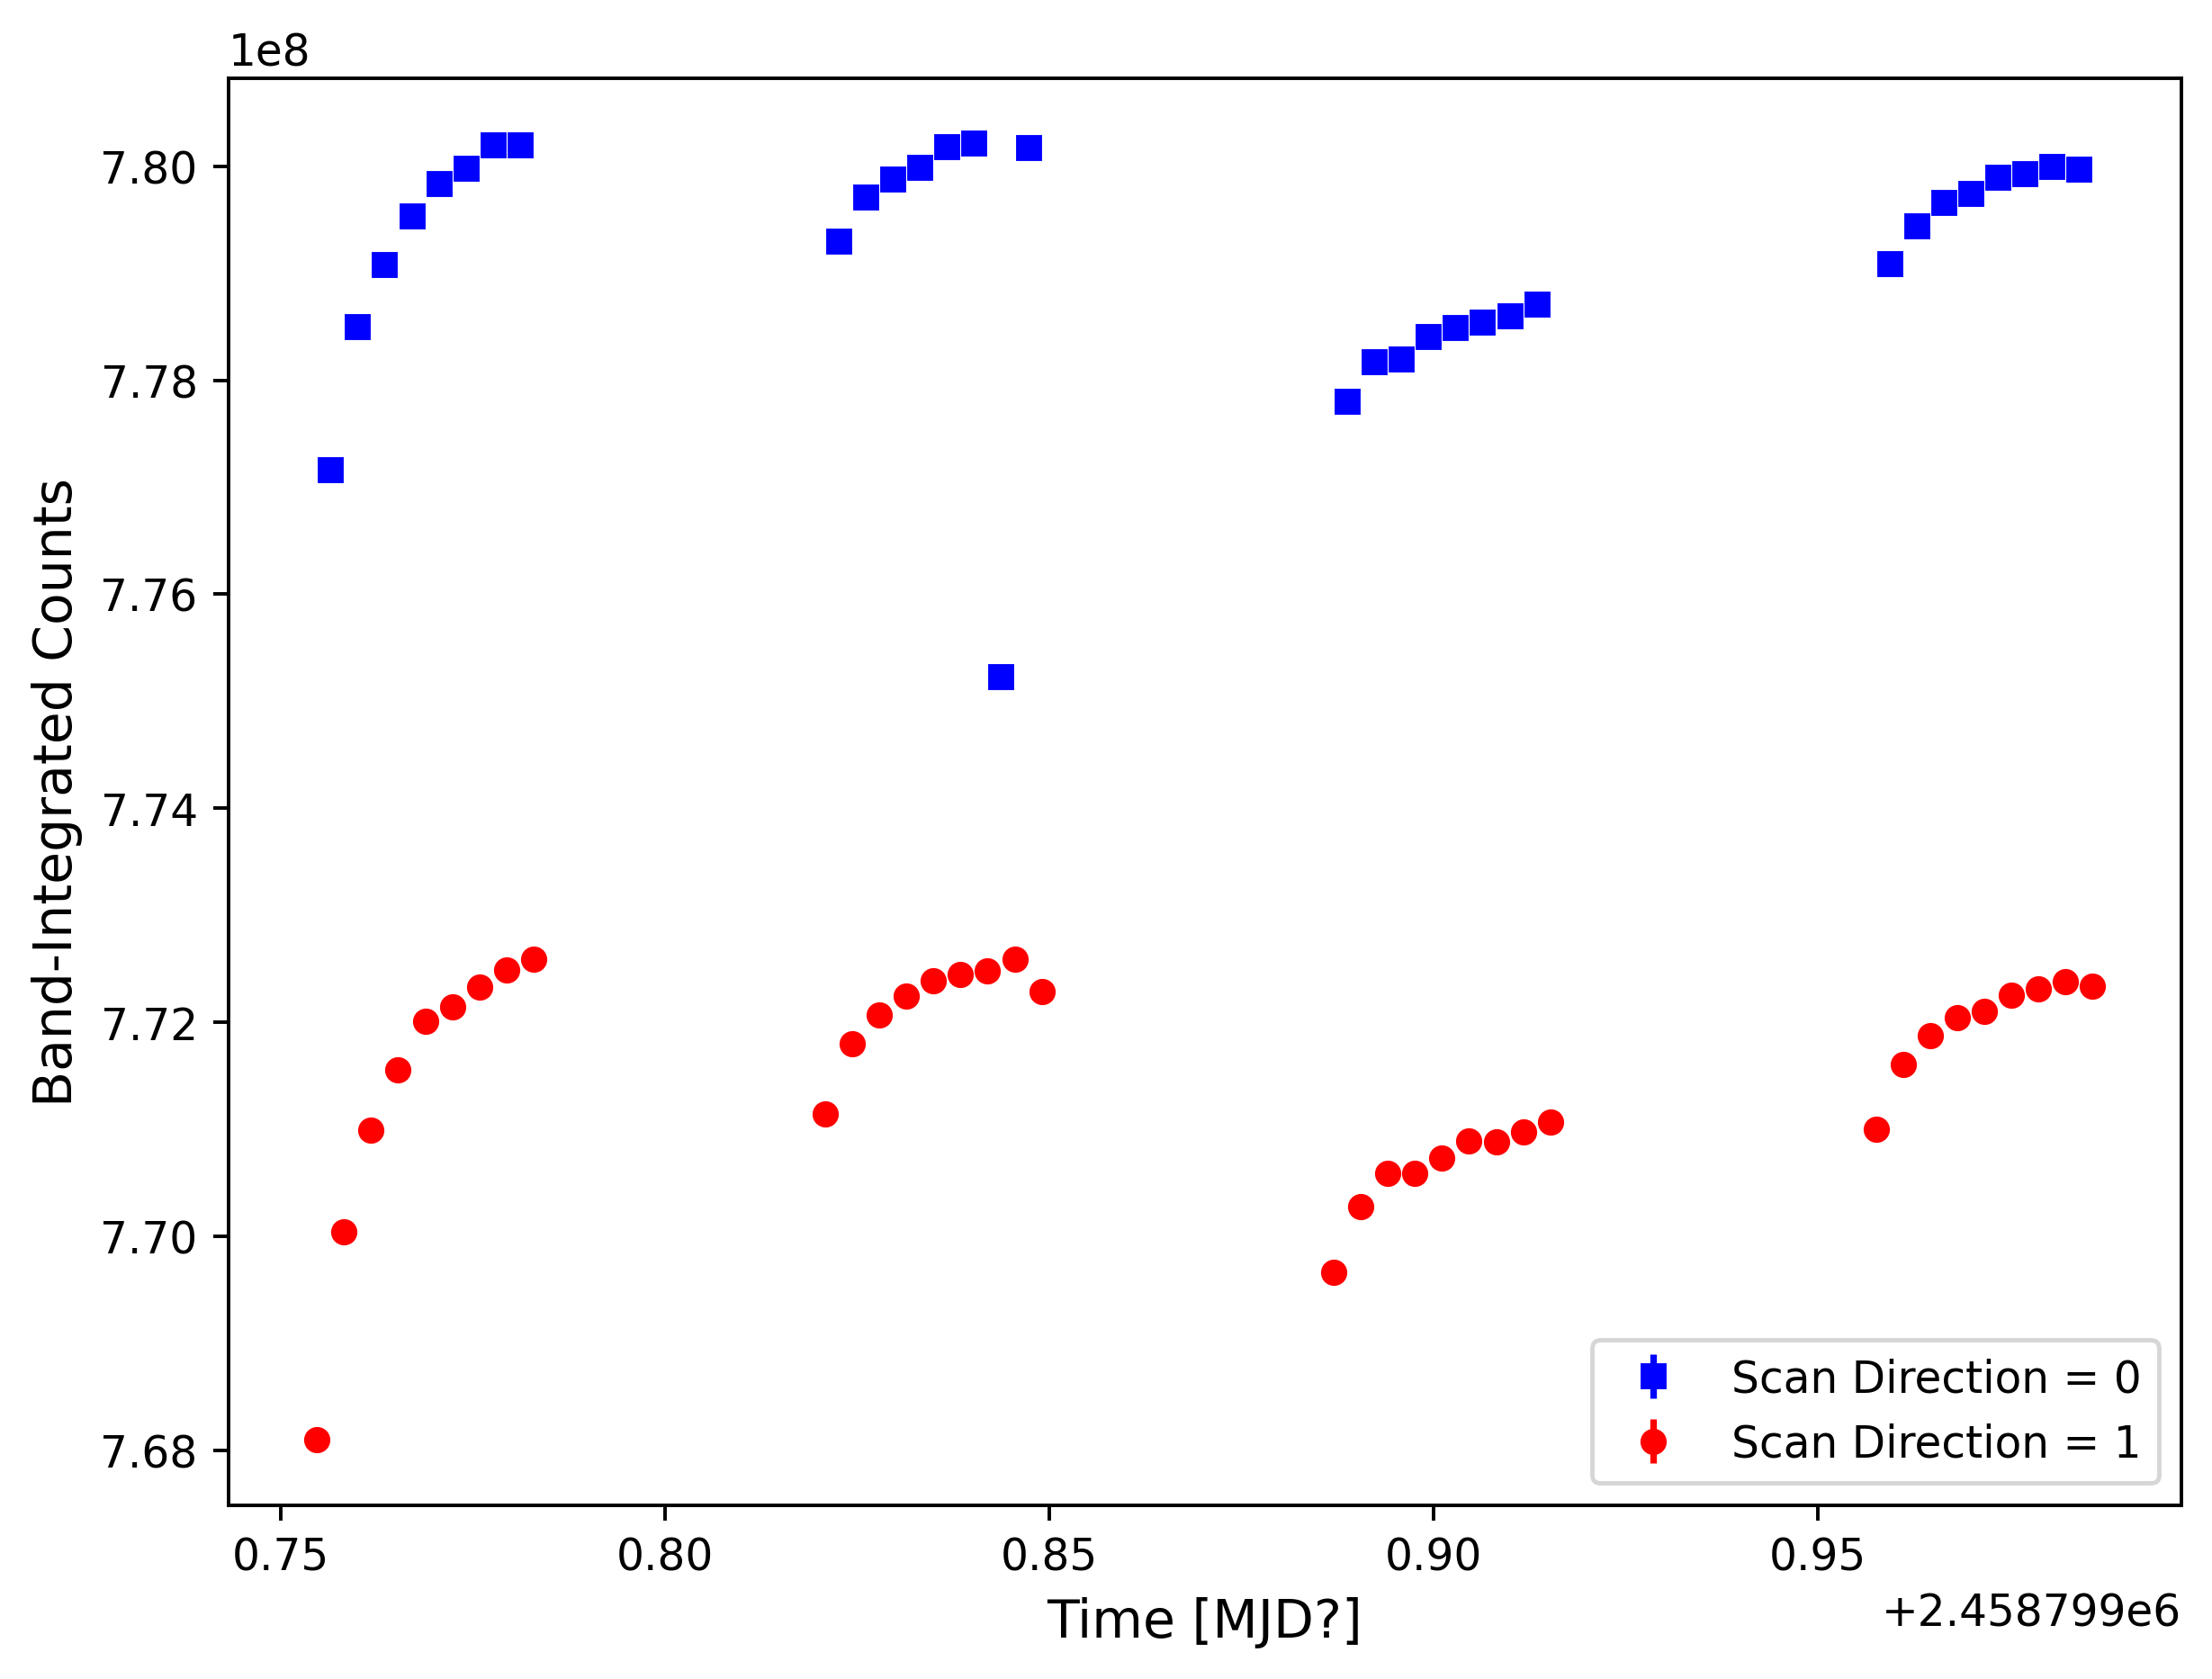 1e8
7.80
7.78
7.76
7.74
7.72
7.70
7.68
Band-Integrated Counts
Scan Direction = 0
Scan Direction = 1
0.75 0.80 0.85 0.90 0.95
Time [MJD?]
+2.458799e6